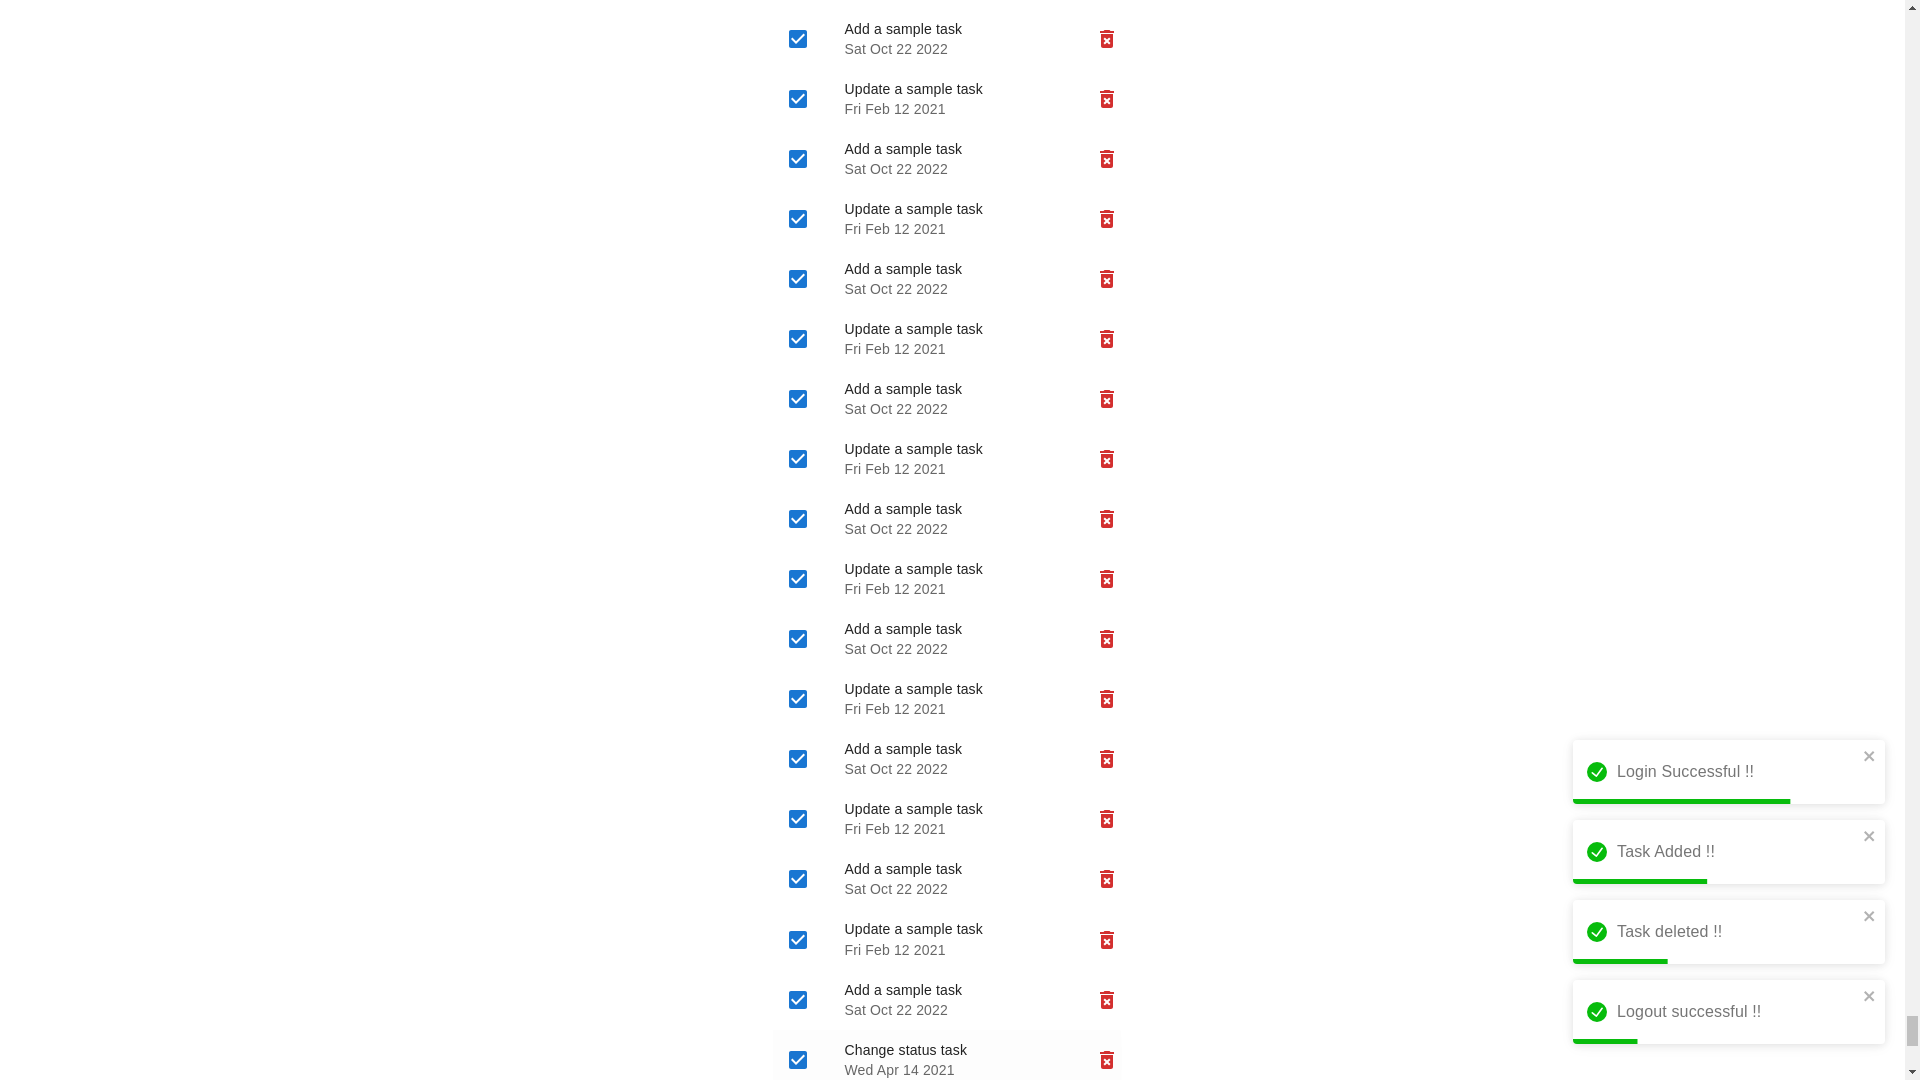 Add a sample task
Sat Oct 22 2022
Update a sample task
Fri Feb 12 2021
Add a sample task
Sat Oct 22 2022
Update a sample task
Fri Feb 12 2021
Add a sample task
Sat Oct 22 2022
Update a sample task
Fri Feb 12 2021
Add a sample task
Sat Oct 22 2022
Update a sample task
Fri Feb 12 2021
Add a sample task
Sat Oct 22 2022
Update a sample task
Fri Feb 12 2021
Add a sample task
Sat Oct 22 2022
Update a sample task
Fri Feb 12 2021
Add a sample task
Sat Oct 22 2022
Update a sample task
Fri Feb 12 2021
Add a sample task
Sat Oct 22 2022
Update a sample task
Fri Feb 12 2021
Add a sample task
Sat Oct 22 2022
Change status task
Wed Apr 14 2021
Login Successful !!
Task Added !!
Task deleted !!
Logout successful !!